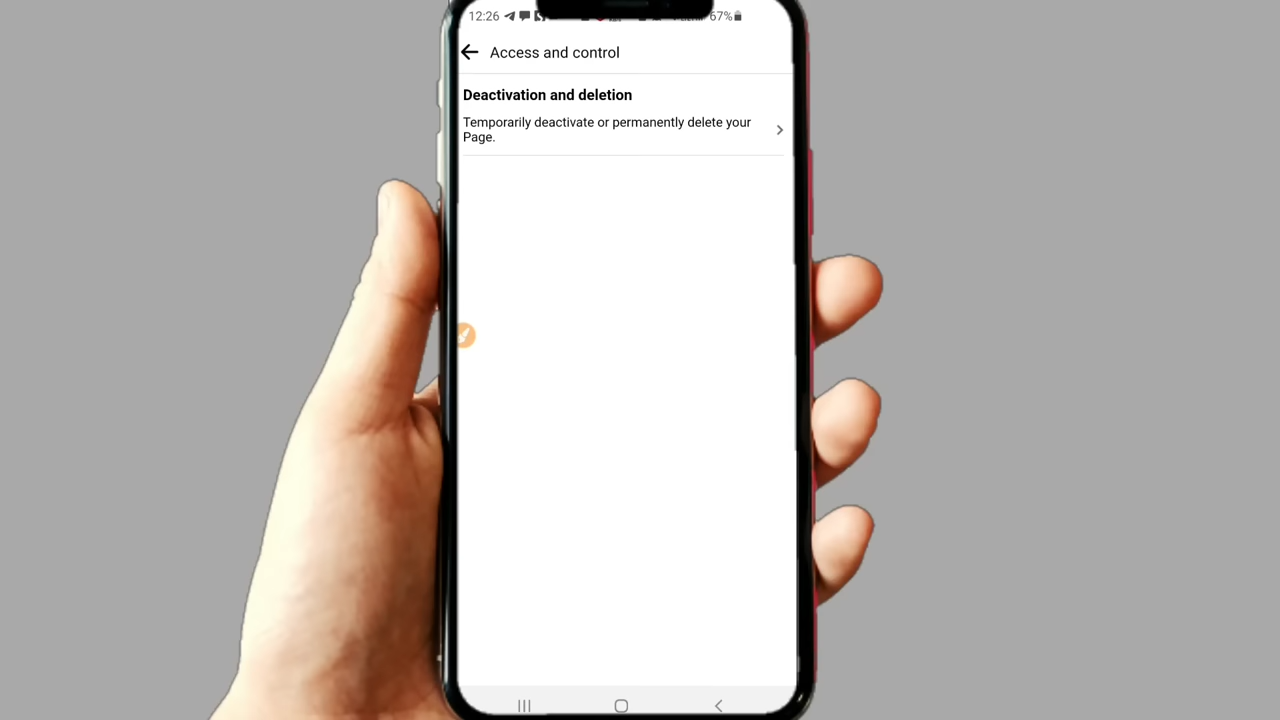 12:26 67%
Access and control
Deactivation and deletion
Temporarily deactivate or permanently delete your
Page.